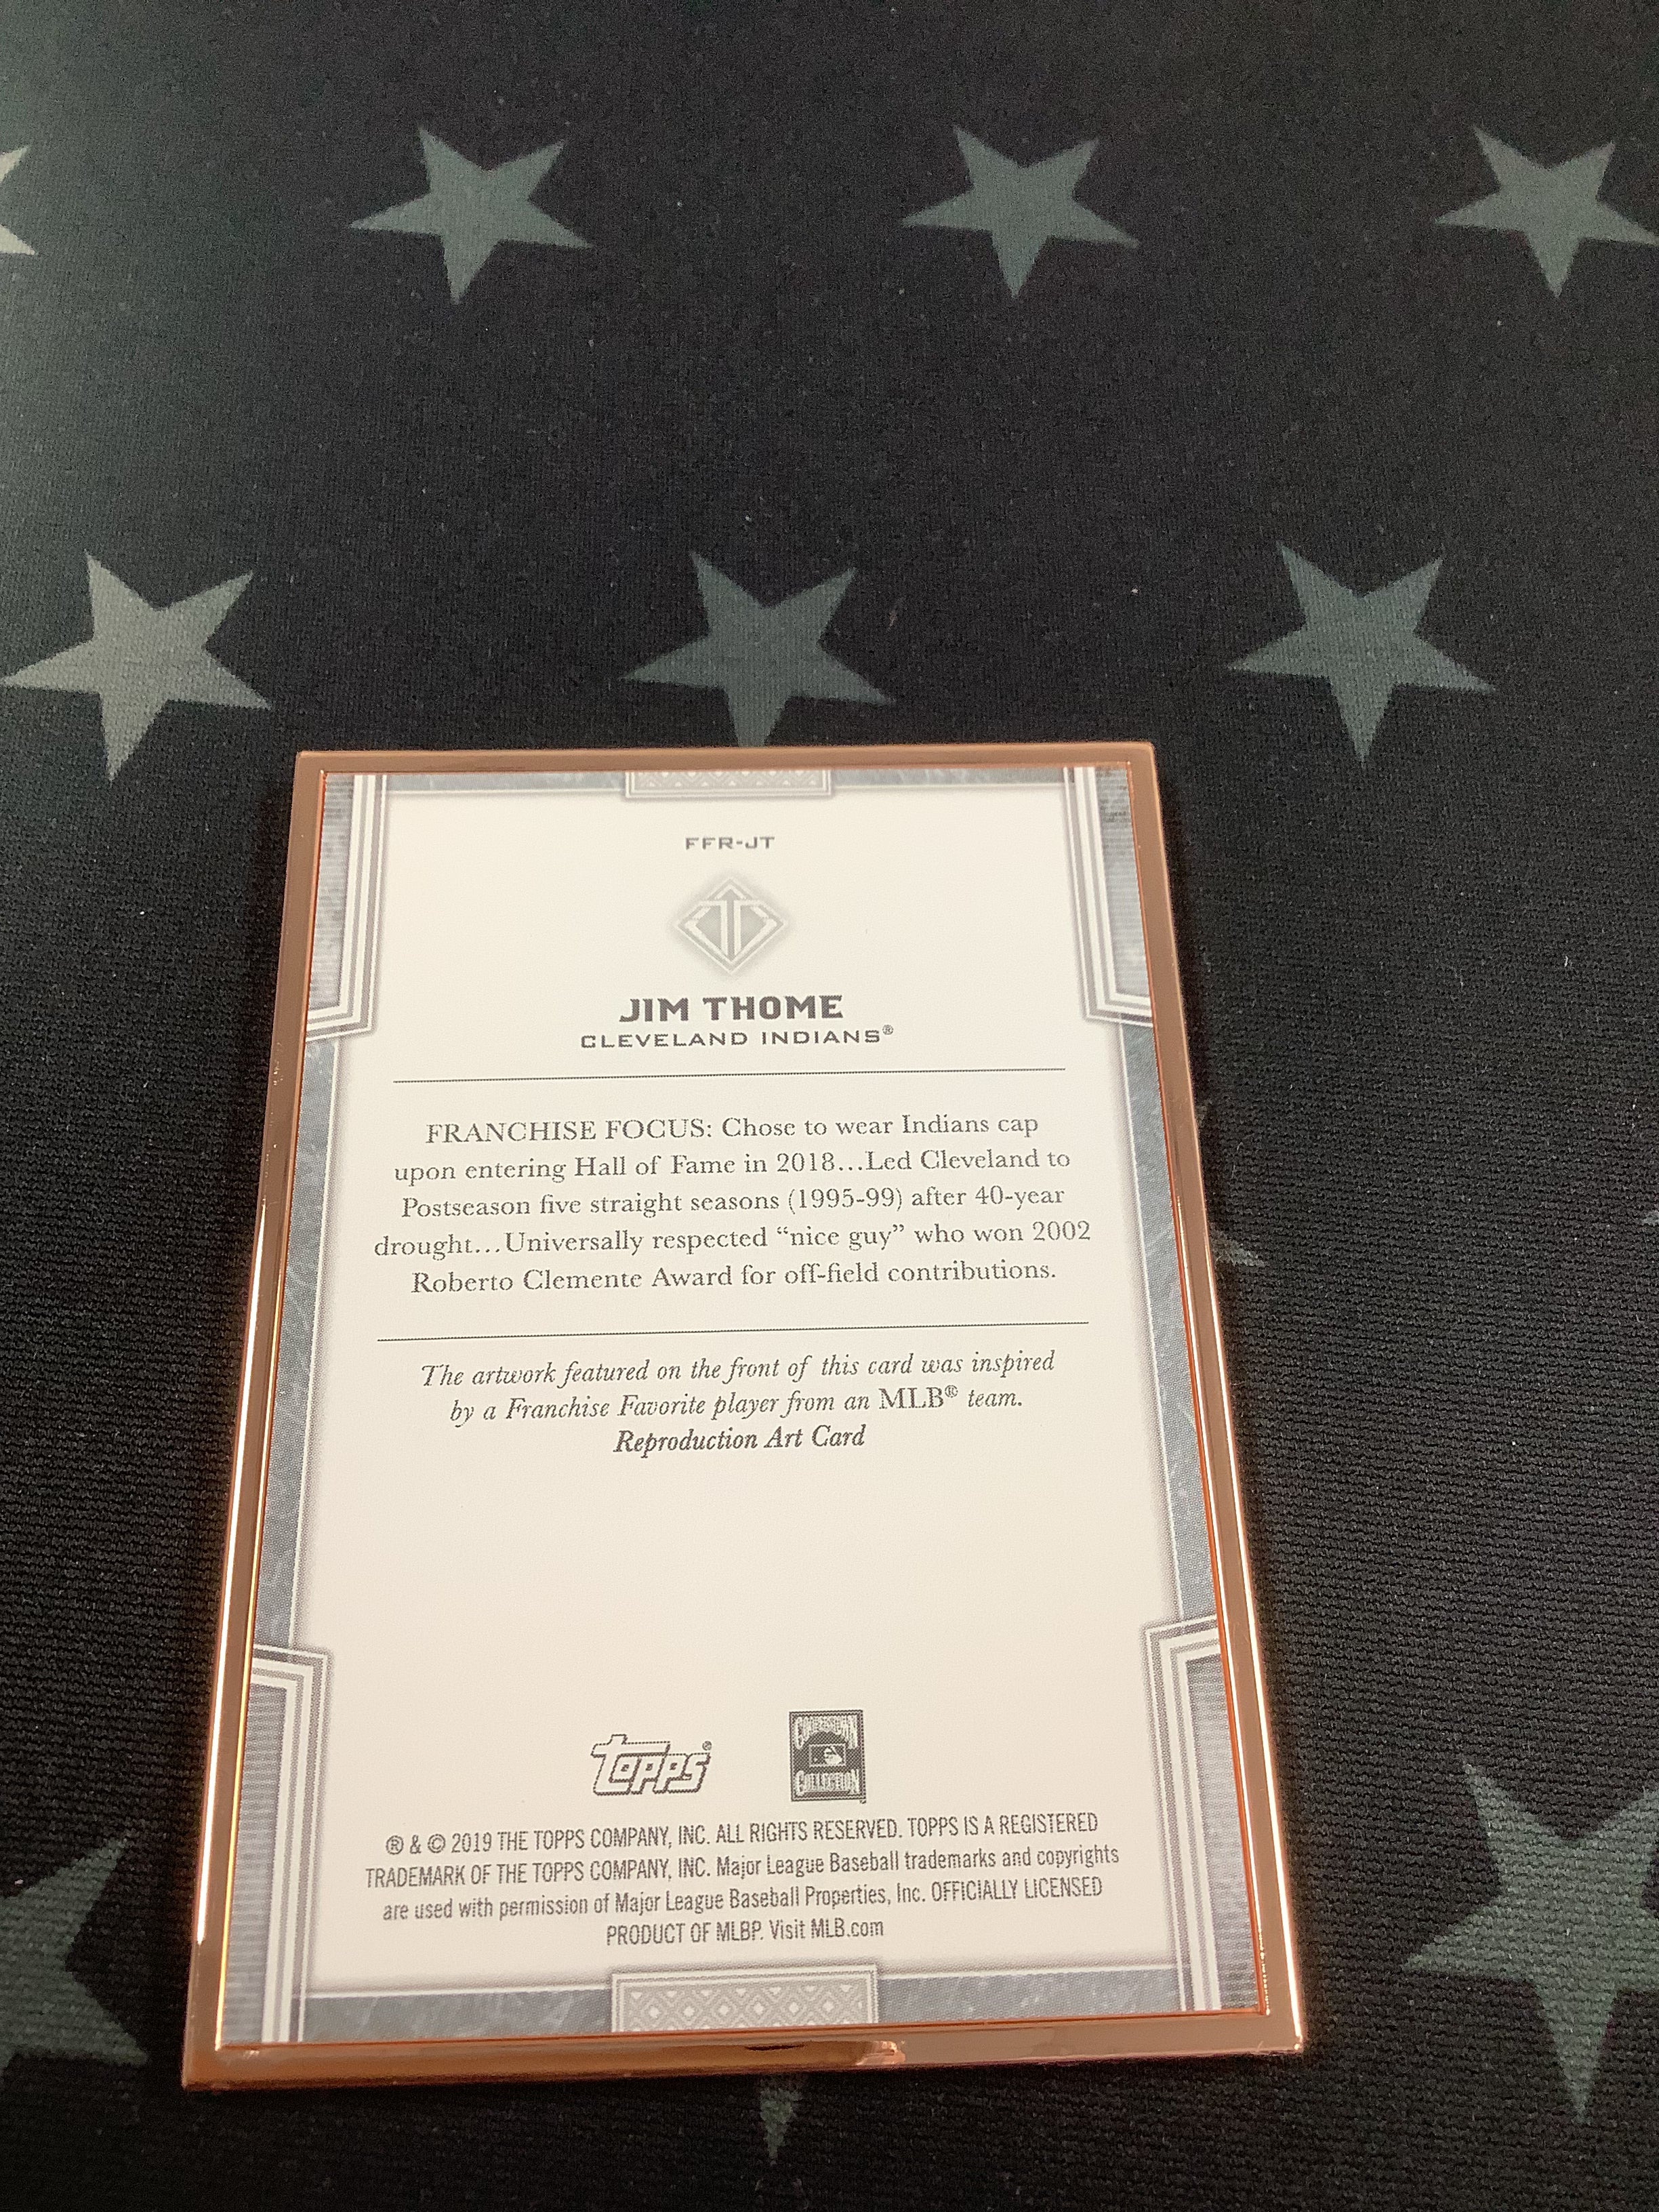 FFR-JT
JIM THOME
CLEVELAND INDIANS®
FRANCHISE FOCUS: Chose to wear Indians cap
upon entering Hall of Fame in 2018...Led Cleveland to
Postseason five straight seasons (1995-99) after 40-year
drought...Universally respected “nice guy” who won 2002
Roberto Clemente Award for off-field contributions.
The artwork featured on the front of this card was inspired
by a Franchise Favorite player from an MLB® team.
Reproduction Art Card
topps®
COOPERSTOWN
COLLECTION
® & © 2019 THE TOPPS COMPANY, INC. ALL RIGHTS RESERVED. TOPPS IS A REGISTERED
TRADEMARK OF THE TOPPS COMPANY, INC. Major League Baseball trademarks and copyrights
are used with permission of Major League Baseball Properties, Inc. OFFICIALLY LICENSED
PRODUCT OF MLBP. Visit MLB.com